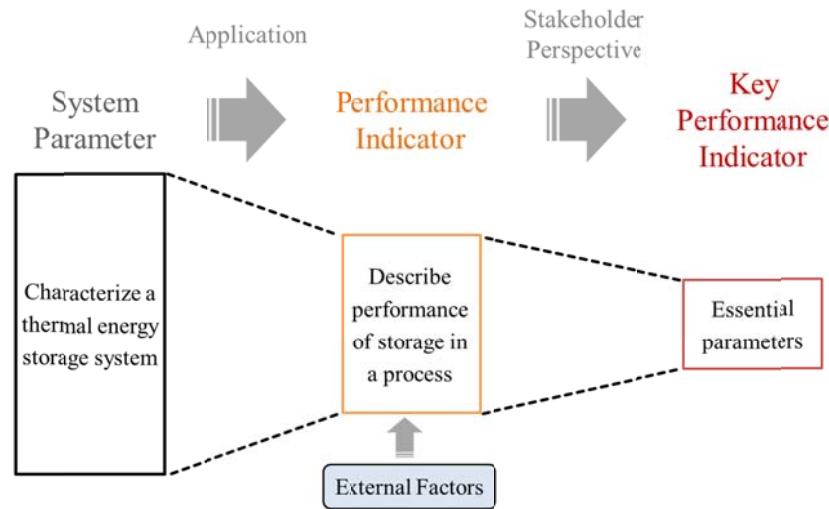 Application
Stakeholder
Perspective
System
Parameter
Performance
Indicator
Key
Performance
Indicator
Characterize a
thermal energy
storage system
Describe
performance
of storage in
a process
Essential
parameters
External Factors